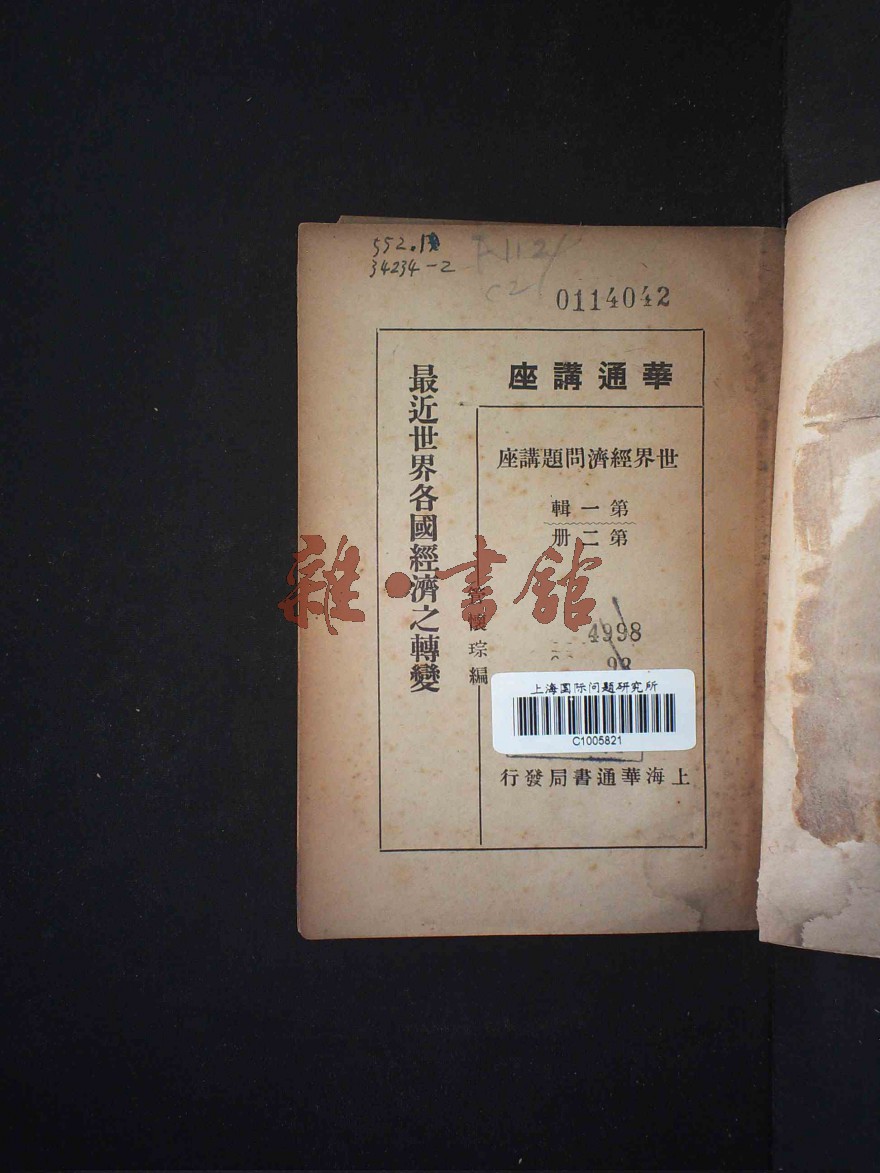 552.1
34234-2
0114042
華通講座
世界經濟問題講座
第一輯
第二册
最近世界各國經濟之轉變
管懷琮編
雜·書館
4998
上海国际问题研究所
C1005821
上海華通書局發行